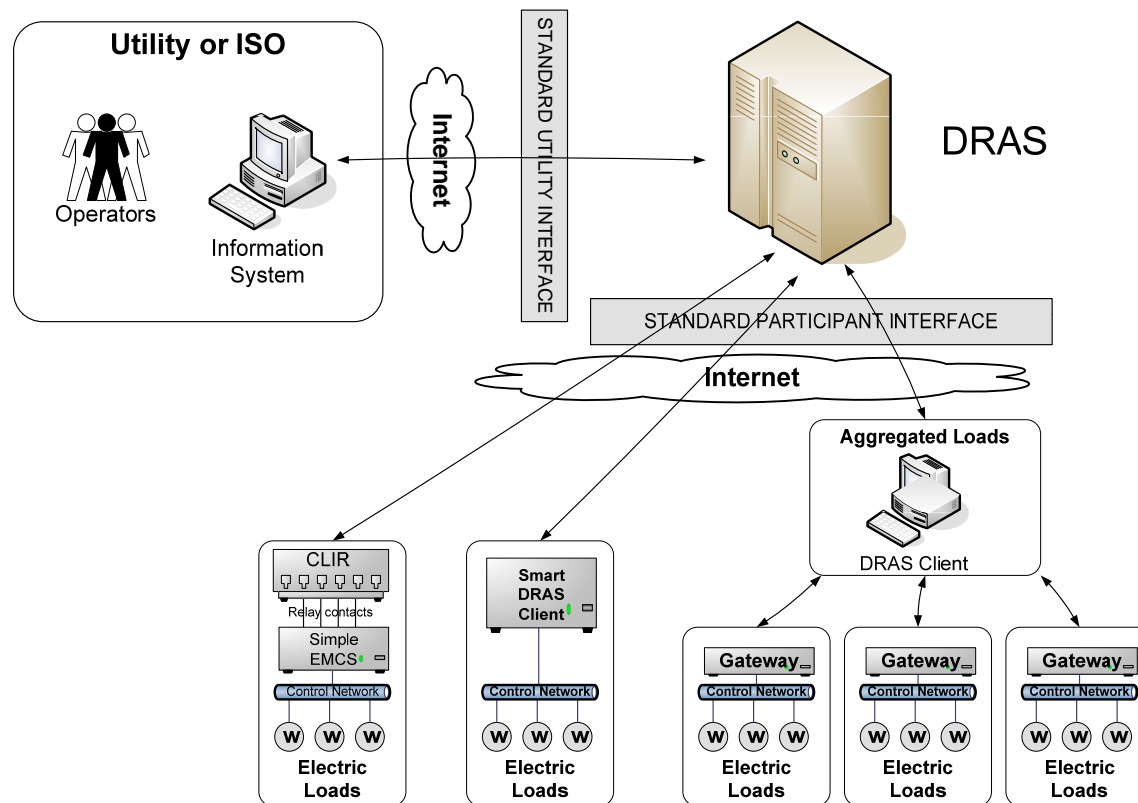 Utility or ISO
Operators
Information
System
Internet
STANDARD UTILITY INTERFACE
DRAS
STANDARD PARTICIPANT INTERFACE
Internet
Aggregated Loads
DRAS Client
CLIR
Relay contacts
Simple
EMCS
Control Network
W W W
Electric
Loads
Smart
DRAS
Client
Control Network
W W W
Electric
Loads
Gateway
Control Network
W W W
Electric
Loads
Gateway
Control Network
W W W
Electric
Loads
Gateway
Control Network
W W W
Electric
Loads